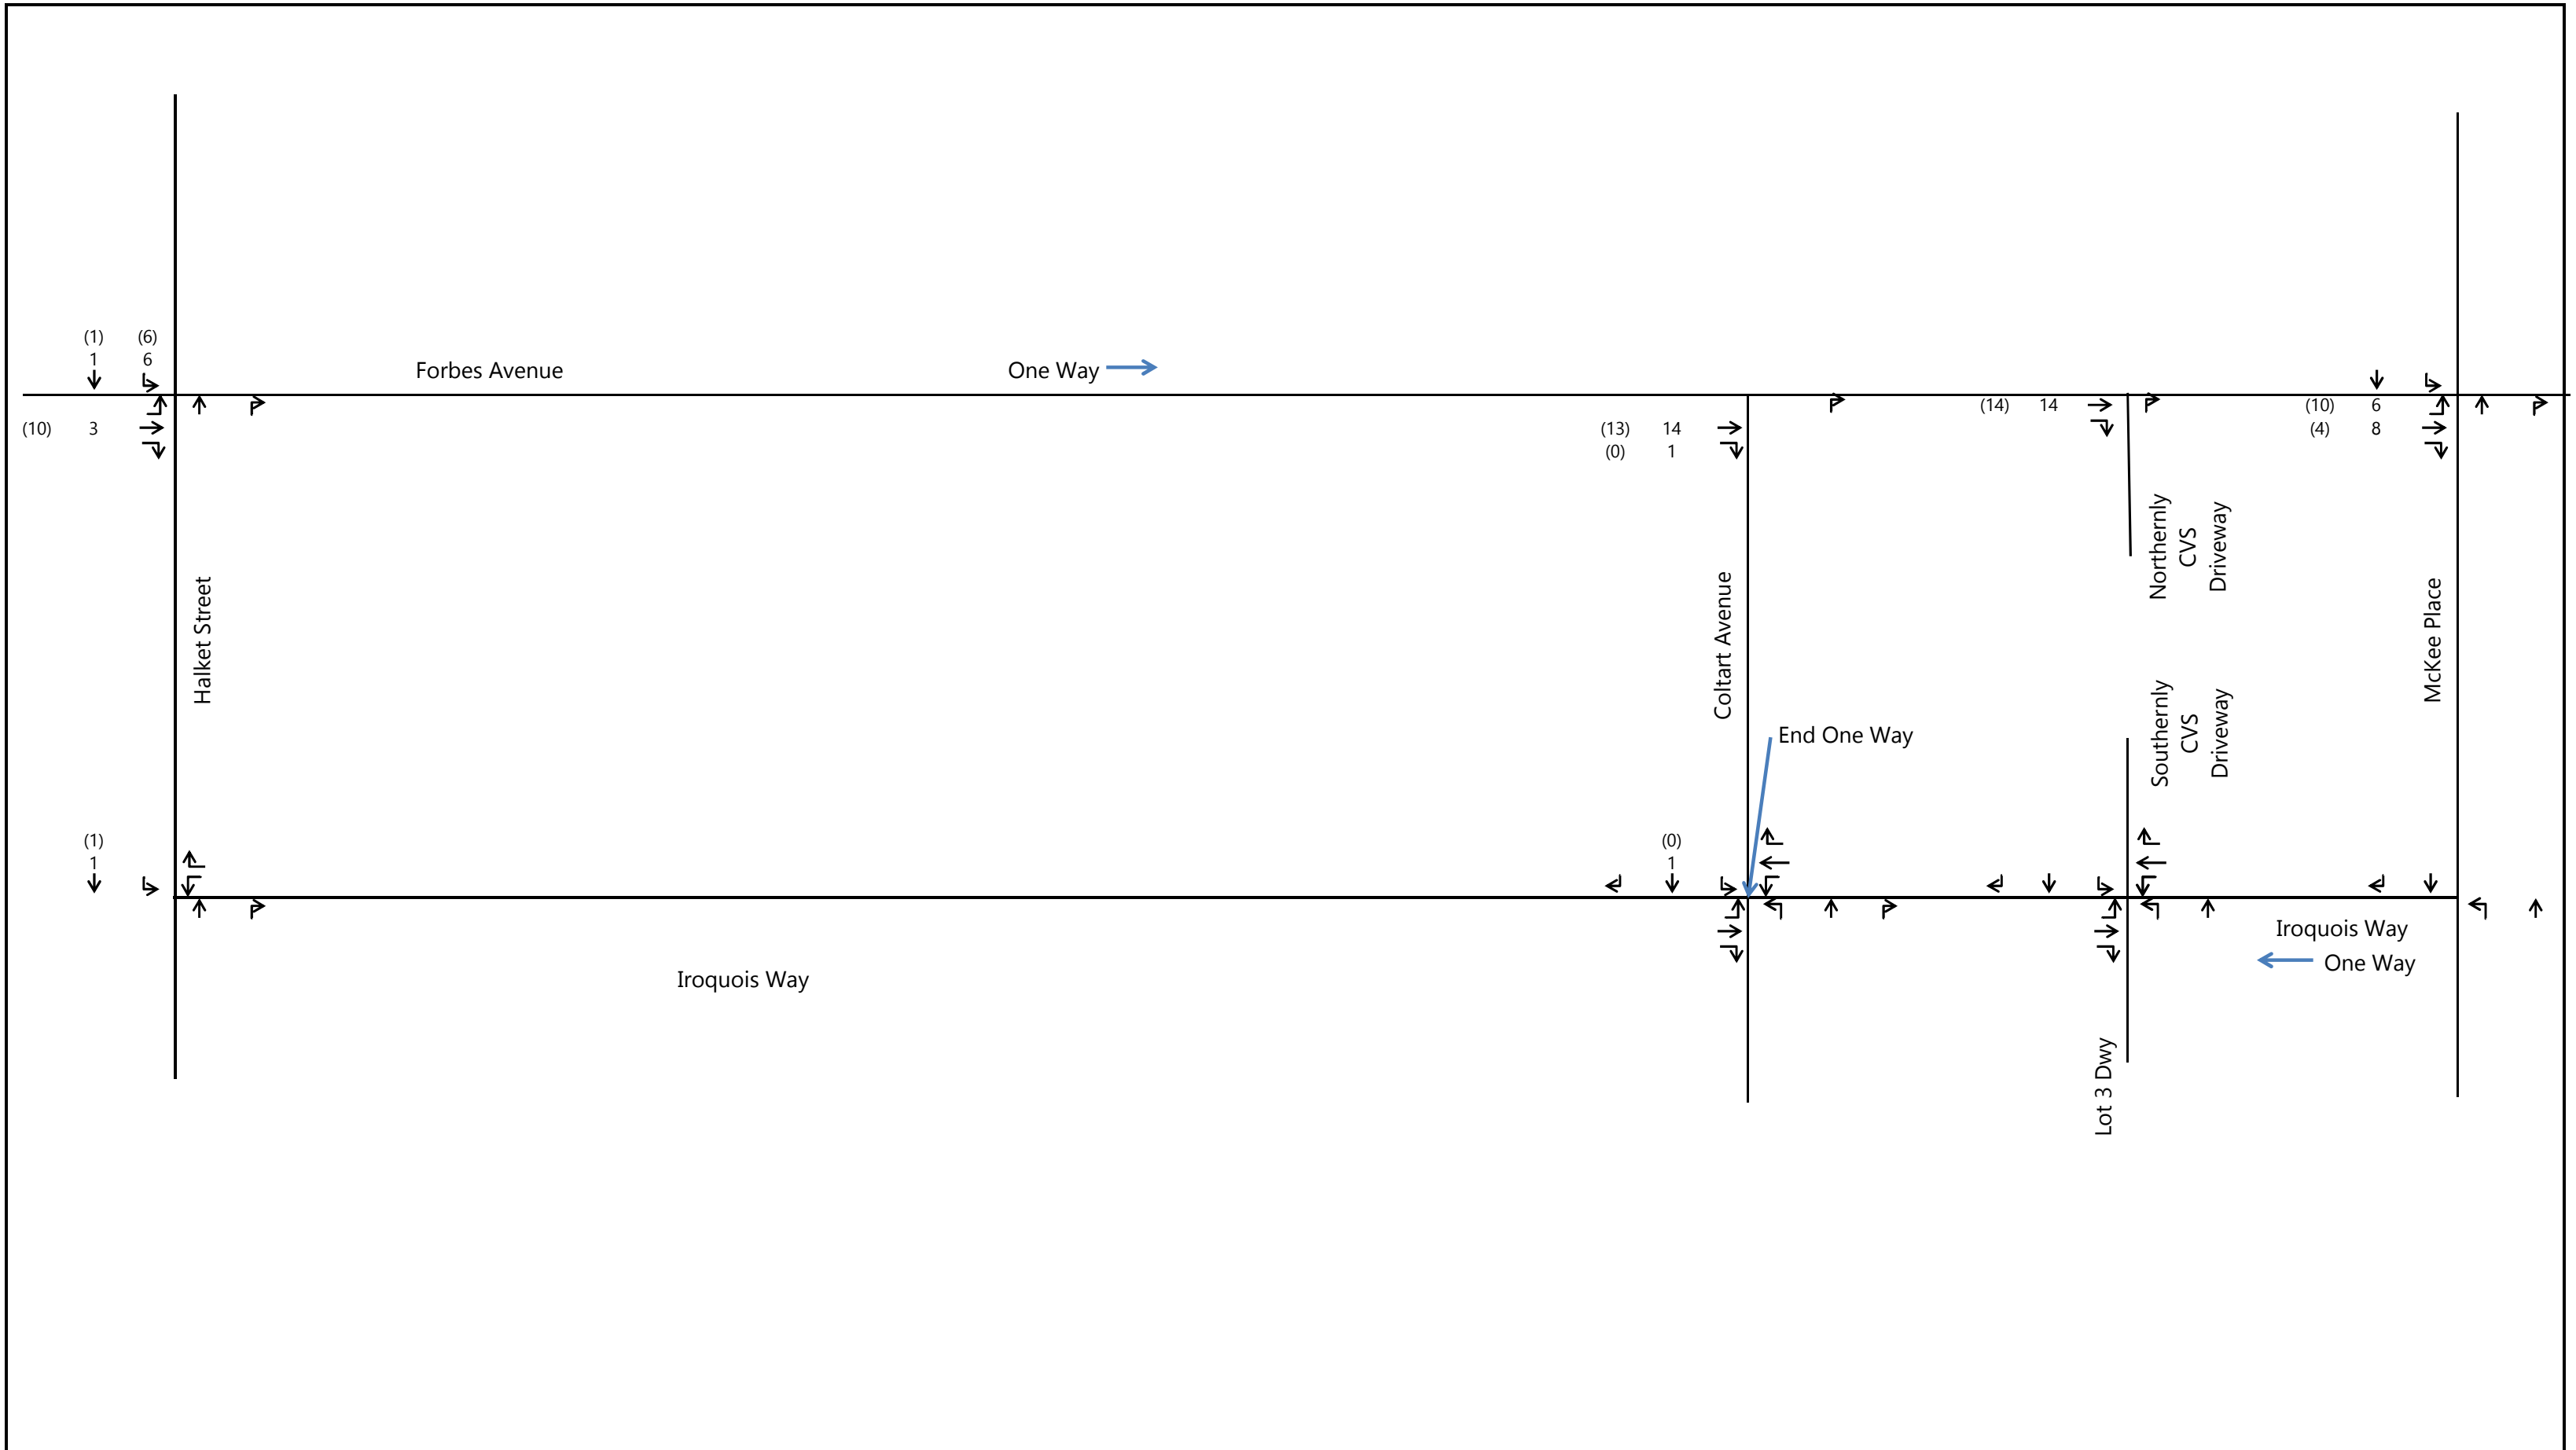 (1) (6)
1 6
Forbes Avenue
One Way
(10) 3
(13) 14
(0) 1
(14) 14
(10) 6
(4) 8
Halket Street
Coltart Avenue
Northernly
CVS
Driveway
McKee Place
Southernly
CVS
Driveway
End One Way
(1)
1
(0)
1
Iroquois Way
One Way
Iroquois Way
Lot 3 Dwy